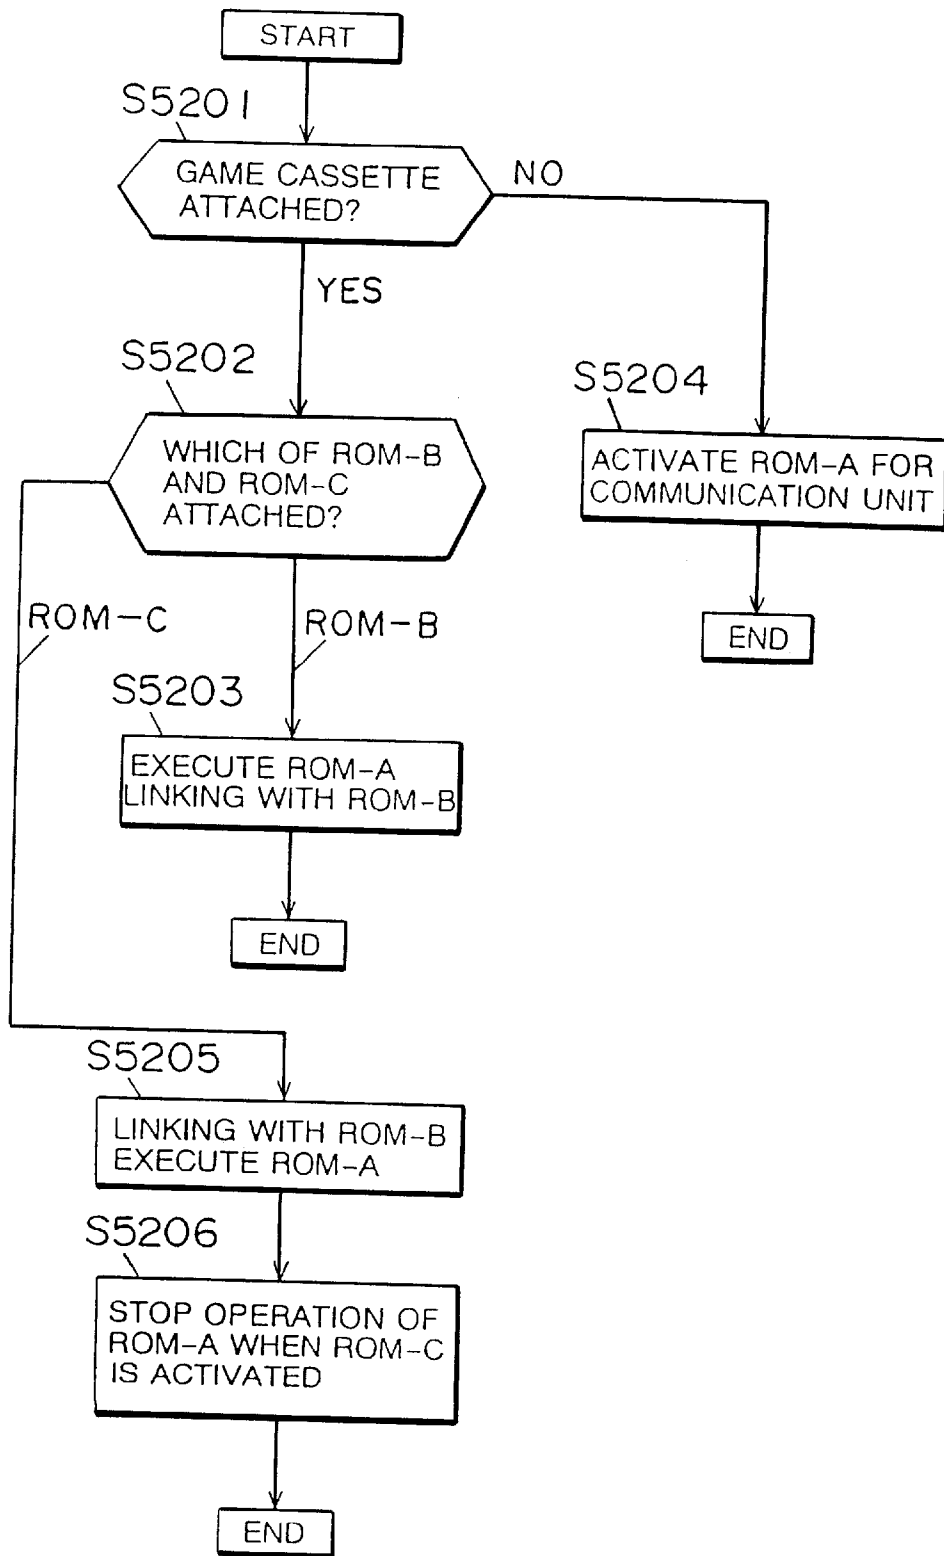 START
S5201
GAME CASSETTE
ATTACHED?
NO
YES
S5202
WHICH OF ROM-B
AND ROM-C
ATTACHED?
S5204
ACTIVATE ROM-A FOR
COMMUNICATION UNIT
END
ROM-C
ROM-B
S5203
EXECUTE ROM-A
LINKING WITH ROM-B
END
S5205
LINKING WITH ROM-B
EXECUTE ROM-A
S5206
STOP OPERATION OF
ROM-A WHEN ROM-C
IS ACTIVATED
END